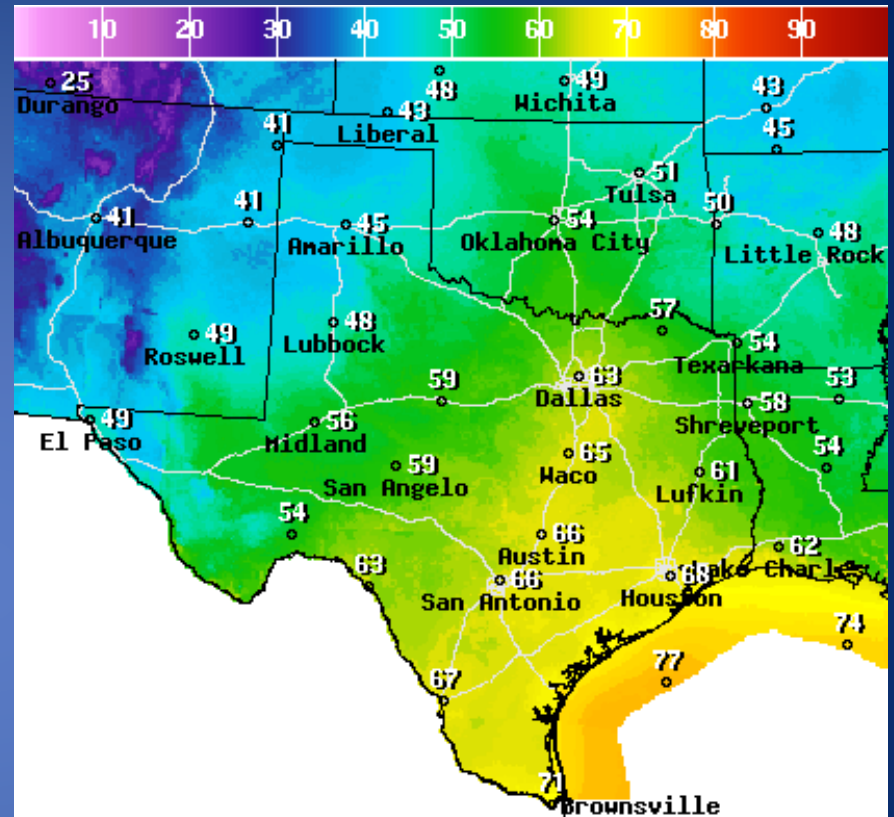 10 20 30 40 50 60 70 80 90
25 48 49 43
Durango Wichita
43 Liberal
41 45
51
Tulsa
41 41 45 54 50 48
Albuquerque Amarillo Oklahoma City Little Rock
49 48 57 54
Roswell Lubbock Texarkana
63 53
59 Dallas 58
49 56 Shreveport
El Paso Midland
59 65 61 54
San Angelo Waco Lufkin
54 66 62
Austin Lake Charles
63 66 68
San Antonio Houston
74
67 77
71
Brownsville